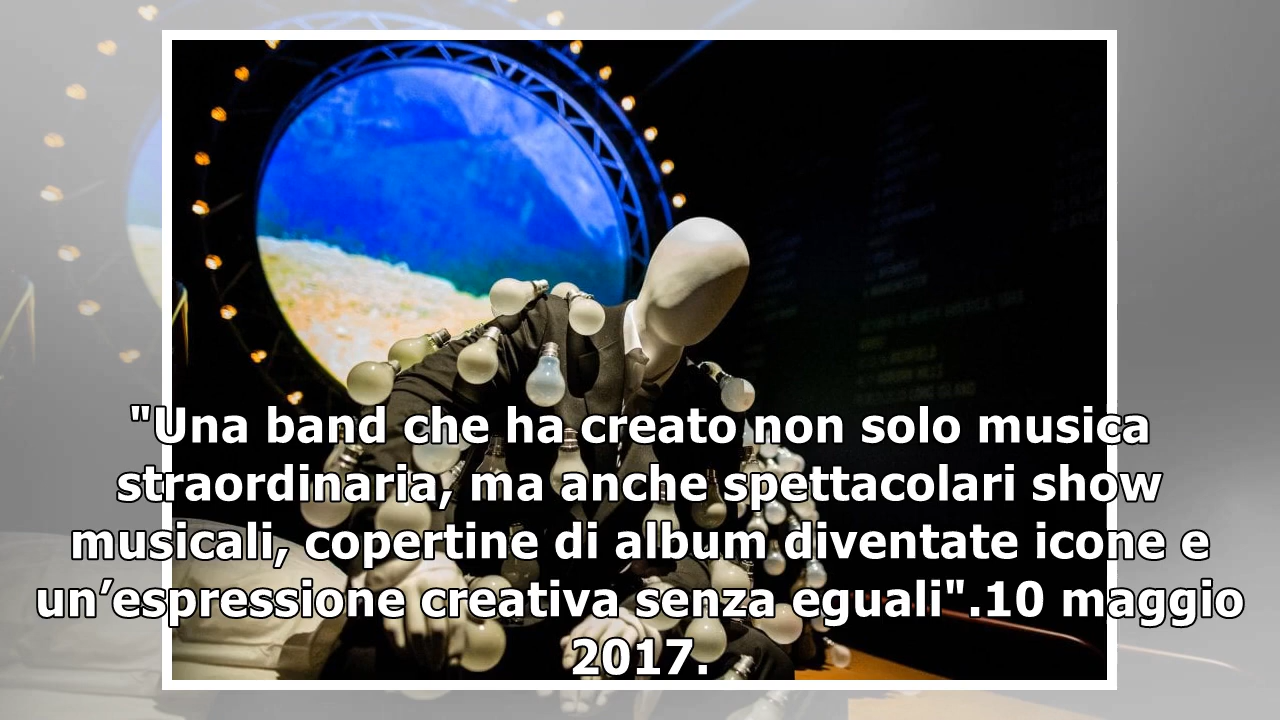 "Una band che ha creato non solo musica
straordinaria, ma anche spettacolari show
musicali, copertine di album diventate icone e
un’espressione creativa senza eguali".10 maggio
2017.